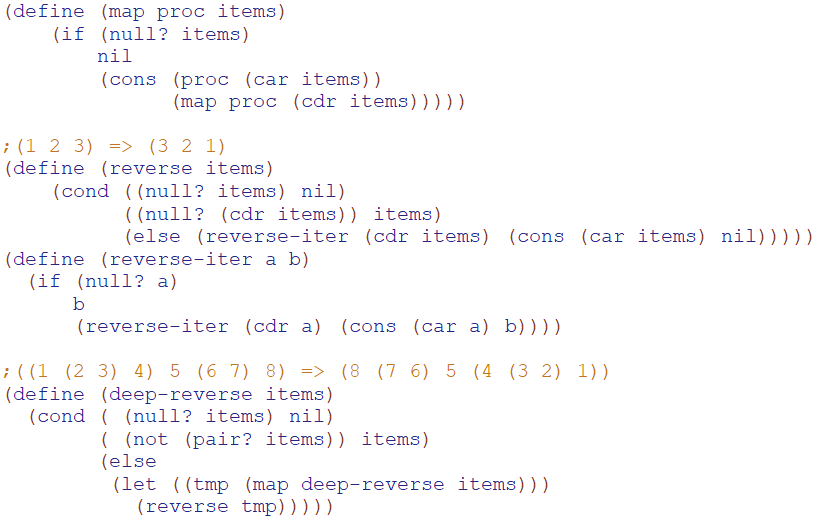 (define (map proc items)
    (if (null? items)
        nil
        (cons (proc (car items))
              (map proc (cdr items)))))
;(1 2 3) => (3 2 1)
(define (reverse items)
    (cond ((null? items) nil)
          ((null? (cdr items)) items)
          (else (reverse-iter (cdr items) (cons (car items) nil)))))
(define (reverse-iter a b)
  (if (null? a)
      b
      (reverse-iter (cdr a) (cons (car a) b))))
;((1 (2 3) 4) 5 (6 7) 8) => (8 (7 6) 5 (4 (3 2) 1))
(define (deep-reverse items)
  (cond ( (null? items) nil)
        ( (not (pair? items)) items)
        (else
         (let ((tmp (map deep-reverse items)))
           (reverse tmp)))))